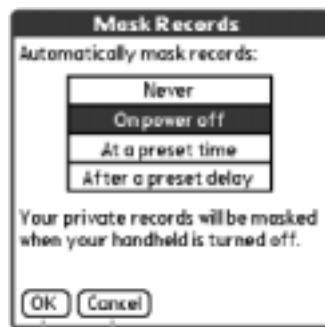 Mask Records
Automatically mask records:
Never
On power off
At a preset time
After a preset delay
Your private records will be masked
when your handheld is turned off.
OK Cancel